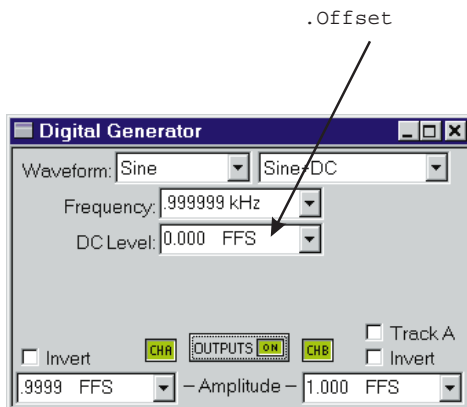 .Offset
Digital Generator
Waveform: Sine Sine+DC
Frequency: .999999 kHz
DC Level: 0.000 FFS
Track A
Invert CHA OUTPUTS ON CHB Invert
.9999 FFS – Amplitude – 1.000 FFS